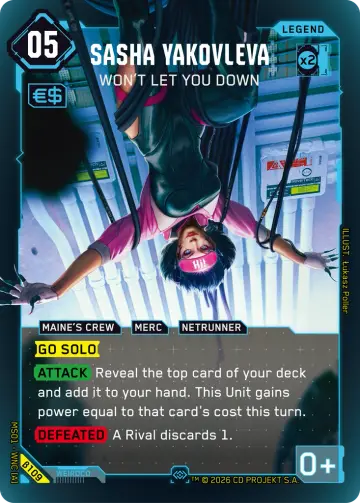 05
SASHA YAKOVLEVA
WON'T LET YOU DOWN
LEGEND
x2
€$
ILLUST. Łukasz Poller
MAINE'S CREW
MERC
NETRUNNER
GO SOLO
ATTACK Reveal the top card of your deck
and add it to your hand. This Unit gains
power equal to that card's cost this turn.
DEFEATED A Rival discards 1.
0+
β109
™ © 2026 CD PROJEKT S.A.